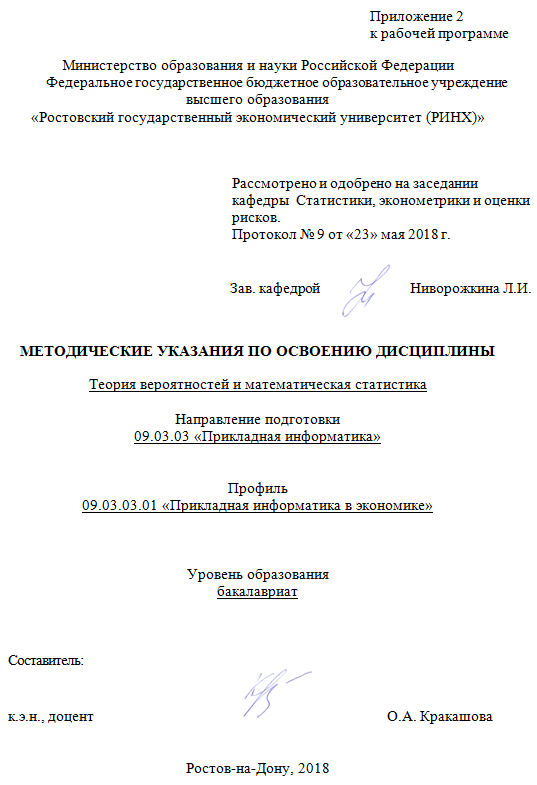 Приложение 2
к рабочей программе
Министерство образования и науки Российской Федерации
Федеральное государственное бюджетное образовательное учреждение
высшего образования
«Ростовский государственный экономический университет (РИНХ)»
Рассмотрено и одобрено на заседании
кафедры Статистики, эконометрики и оценки
рисков.
Протокол № 9 от «23» мая 2018 г.
Зав. кафедрой Ниворожкина Л.И.
МЕТОДИЧЕСКИЕ УКАЗАНИЯ ПО ОСВОЕНИЮ ДИСЦИПЛИНЫ
Теория вероятностей и математическая статистика
Направление подготовки
09.03.03 «Прикладная информатика»
Профиль
09.03.03.01 «Прикладная информатика в экономике»
Уровень образования
бакалавриат
Составитель:
к.э.н., доцент О.А. Кракашова
Ростов-на-Дону, 2018